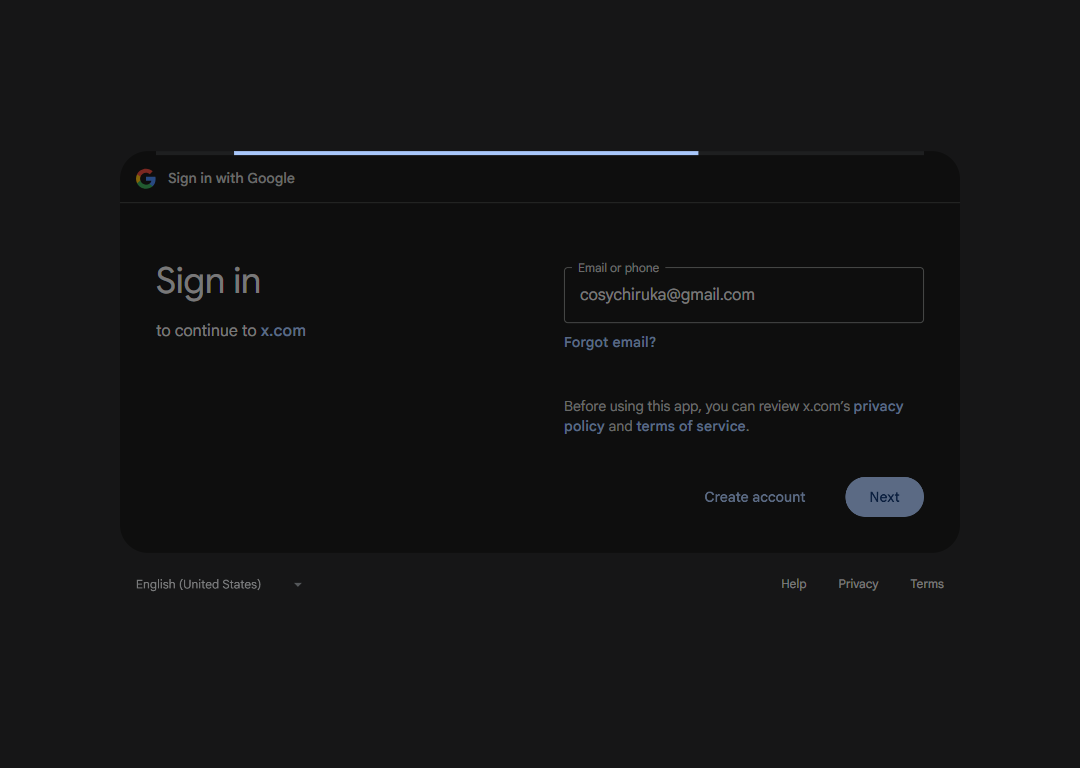 Sign in with Google
Sign in
to continue to x.com
Email or phone
cosychiruka@gmail.com
Forgot email?
Before using this app, you can review x.com’s privacy
policy and terms of service.
Create account
Next
English (United States)
Help
Privacy
Terms